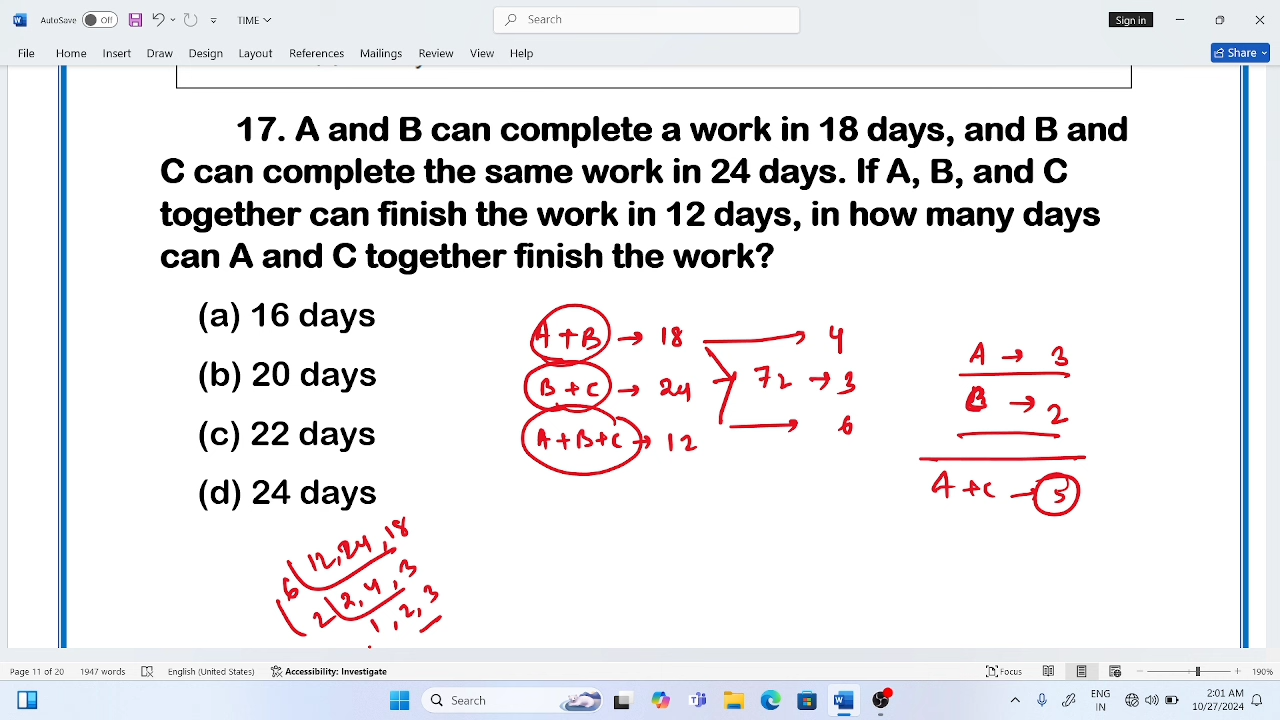 AutoSave Off TIME Search Sign in
File Home Insert Draw Design Layout References Mailings Review View Help Share
17. A and B can complete a work in 18 days, and B and
C can complete the same work in 24 days. If A, B, and C
together can finish the work in 12 days, in how many days
can A and C together finish the work?
(a) 16 days
(b) 20 days
(c) 22 days
(d) 24 days
A+B → 18 → 4
B+C → 24 72 → 3
A+B+C → 12 → 6
A → 3
→ 2
A+C → 5
6 12, 24, 18
2 2, 4, 3
1, 2, 3
Page 11 of 20 1947 words English (United States) Accessibility: Investigate Focus 190%
Search ENG IN 2:01 AM 10/27/2024